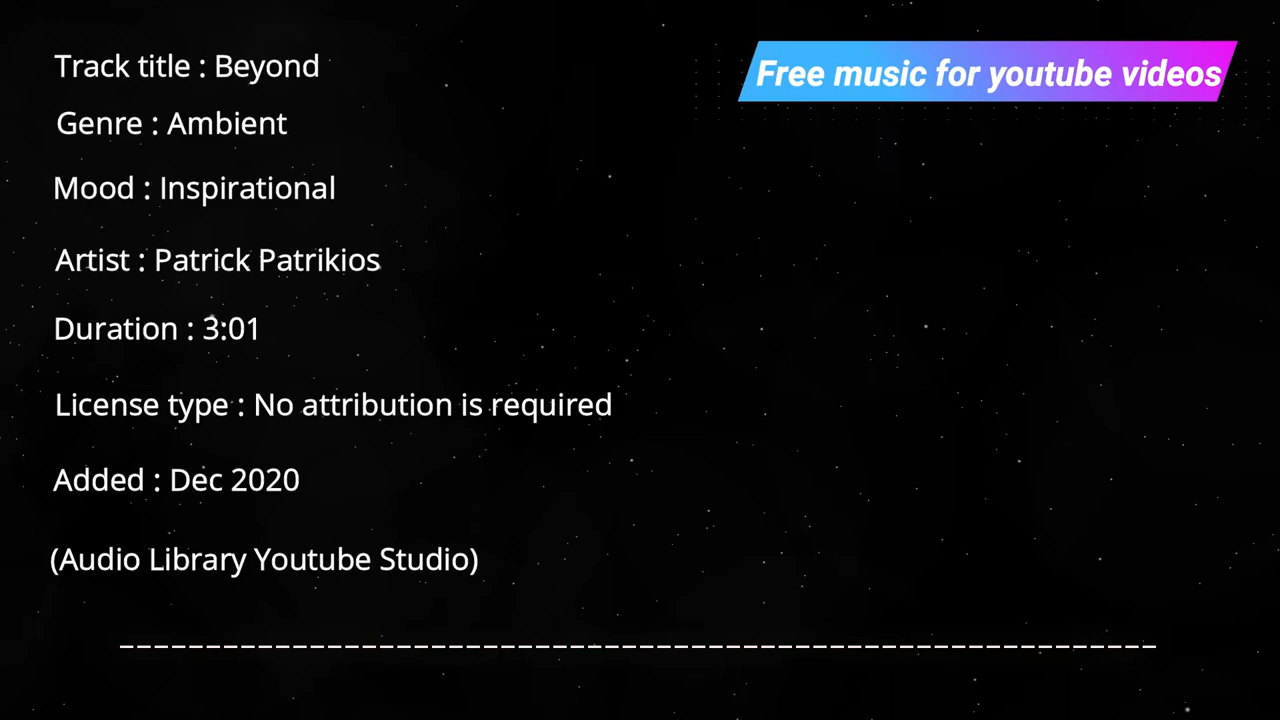 Track title : Beyond
Free music for youtube videos
Genre : Ambient
Mood : Inspirational
Artist : Patrick Patrikios
Duration : 3:01
License type : No attribution is required
Added : Dec 2020
(Audio Library Youtube Studio)